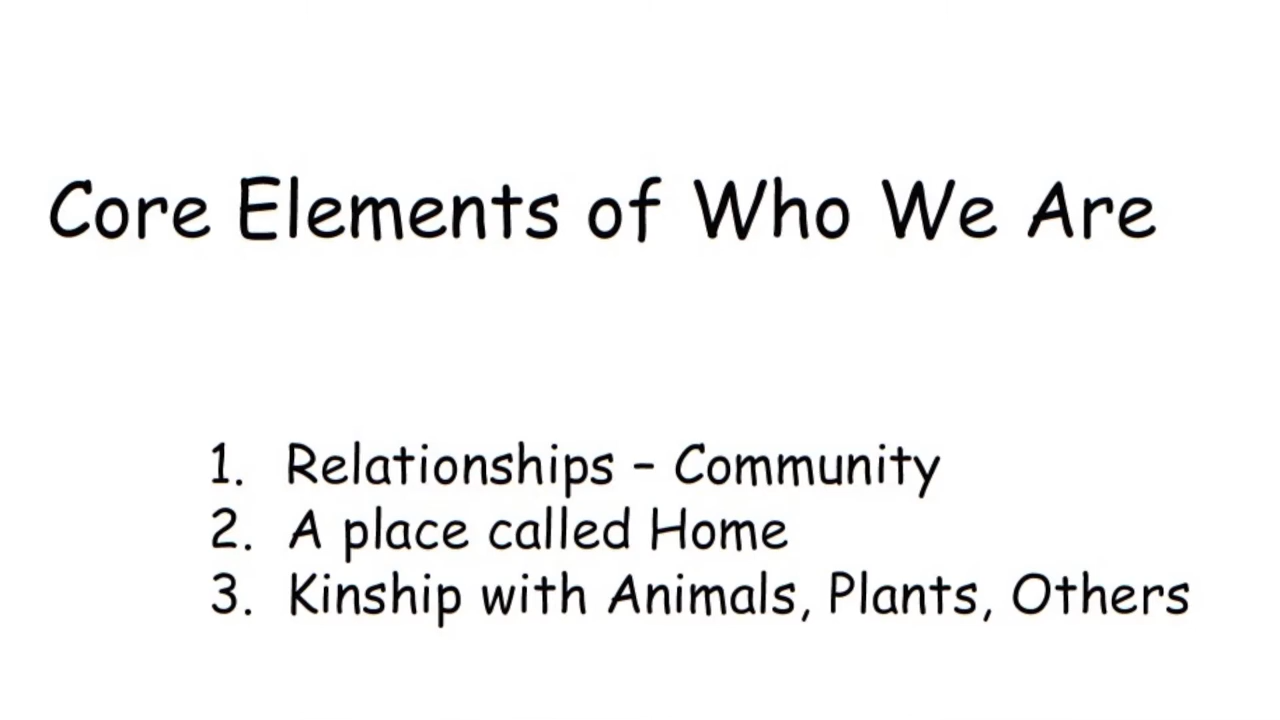 Core Elements of Who We Are
1. Relationships – Community
2. A place called Home
3. Kinship with Animals, Plants, Others